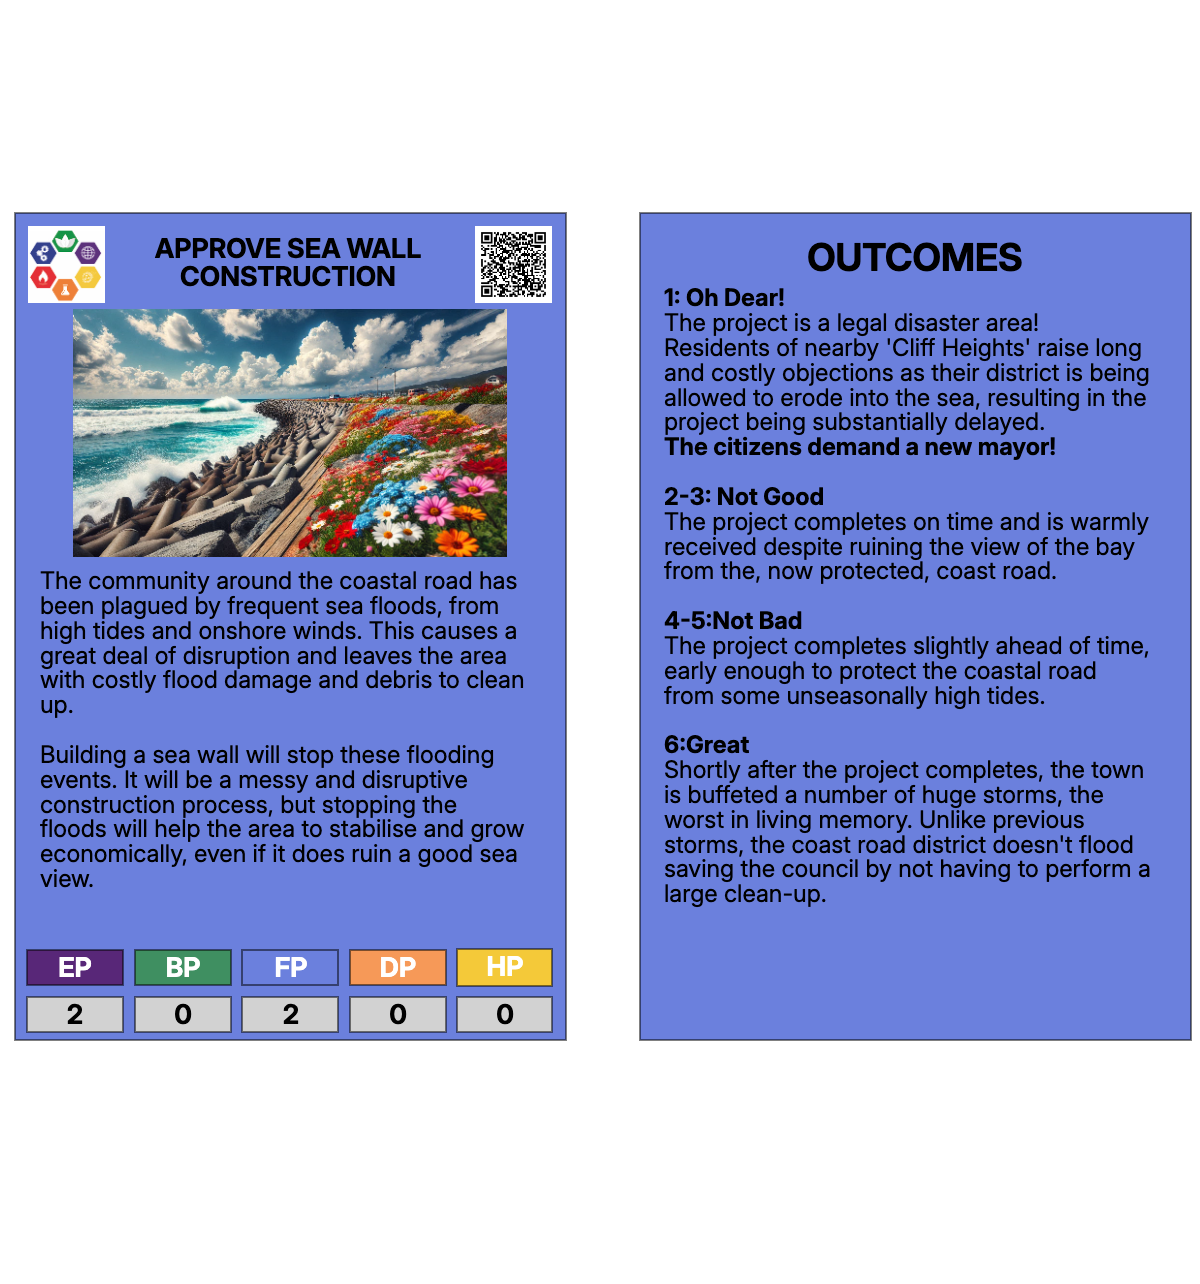 APPROVE SEA WALL
CONSTRUCTION
The community around the coastal road has
been plagued by frequent sea floods, from
high tides and onshore winds. This causes a
great deal of disruption and leaves the area
with costly flood damage and debris to clean
up.
Building a sea wall will stop these flooding
events. It will be a messy and disruptive
construction process, but stopping the
floods will help the area to stabilise and grow
economically, even if it does ruin a good sea
view.
EP BP FP DP HP
2 0 2 0 0
OUTCOMES
1: Oh Dear!
The project is a legal disaster area!
Residents of nearby 'Cliff Heights' raise long
and costly objections as their district is being
allowed to erode into the sea, resulting in the
project being substantially delayed.
The citizens demand a new mayor!
2-3: Not Good
The project completes on time and is warmly
received despite ruining the view of the bay
from the, now protected, coast road.
4-5:Not Bad
The project completes slightly ahead of time,
early enough to protect the coastal road
from some unseasonally high tides.
6:Great
Shortly after the project completes, the town
is buffeted a number of huge storms, the
worst in living memory. Unlike previous
storms, the coast road district doesn't flood
saving the council by not having to perform a
large clean-up.